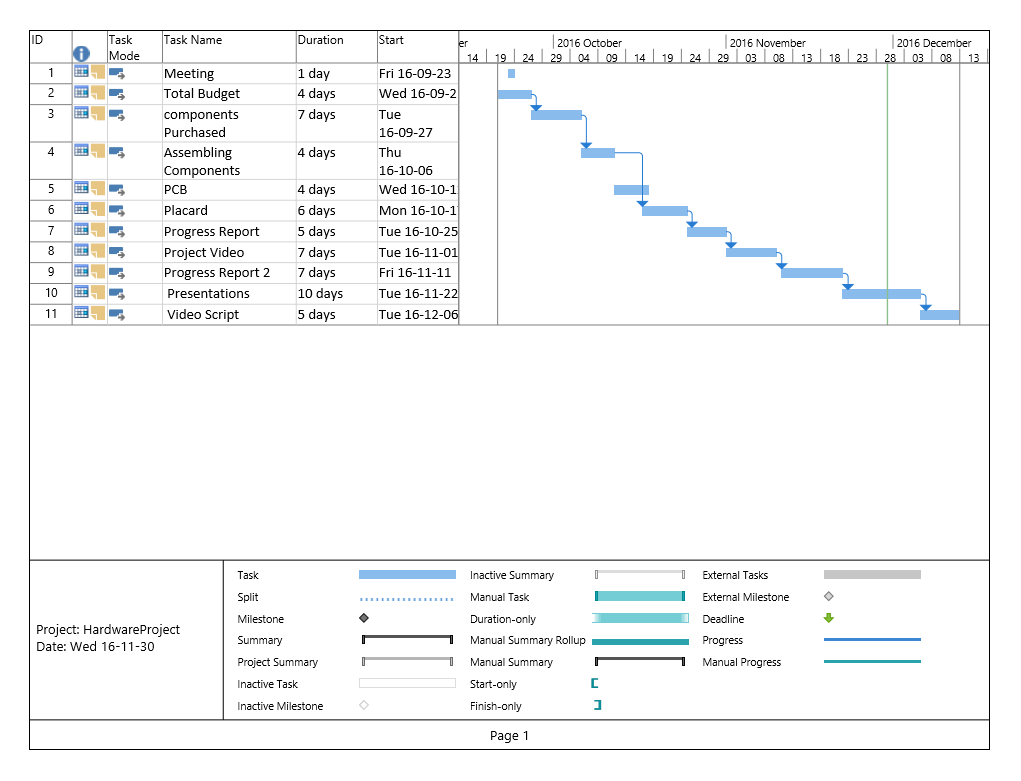 ID Task Mode Task Name Duration Start
er 2016 October 2016 November 2016 December
14 19 24 29 04 09 14 19 24 29 03 08 13 18 23 28 03 08 13
1 Meeting 1 day Fri 16-09-23
2 Total Budget 4 days Wed 16-09-2
3 components Purchased 7 days Tue 16-09-27
4 Assembling Components 4 days Thu 16-10-06
5 PCB 4 days Wed 16-10-1
6 Placard 6 days Mon 16-10-1
7 Progress Report 5 days Tue 16-10-25
8 Project Video 7 days Tue 16-11-01
9 Progress Report 2 7 days Fri 16-11-11
10 Presentations 10 days Tue 16-11-22
11 Video Script 5 days Tue 16-12-06
Project: HardwareProject
Date: Wed 16-11-30
Task Inactive Summary External Tasks
Split Manual Task External Milestone
Milestone Duration-only Deadline
Summary Manual Summary Rollup Progress
Project Summary Manual Summary Manual Progress
Inactive Task Start-only
Inactive Milestone Finish-only
Page 1